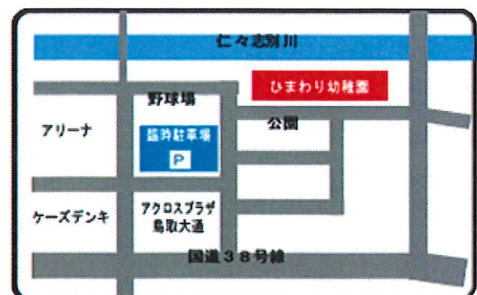 仁々志別川
ひまわり幼稚園
野球場
公園
アリーナ
臨時駐車場
P
ケーズデンキ
アクロスプラザ
鳥取大通
国道38号線